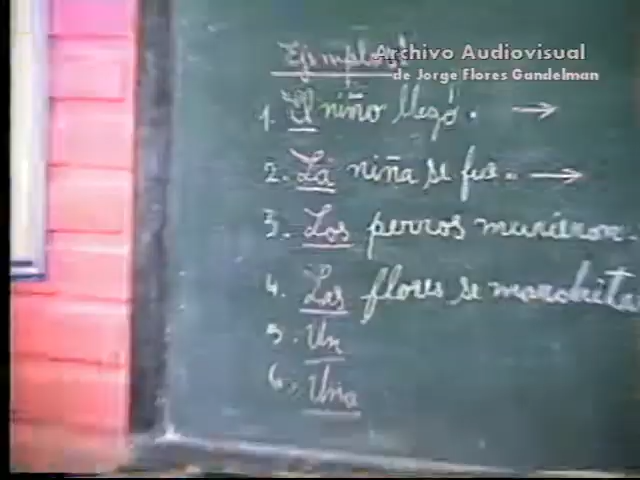 Archivo Audiovisual
de Jorge Flores Gandelman
Ejemplos:
1. El niño llegó. →
2. La niña se fue. →
3. Los perros murieron.
4. Las flores se marchita
5. Un
6. Una